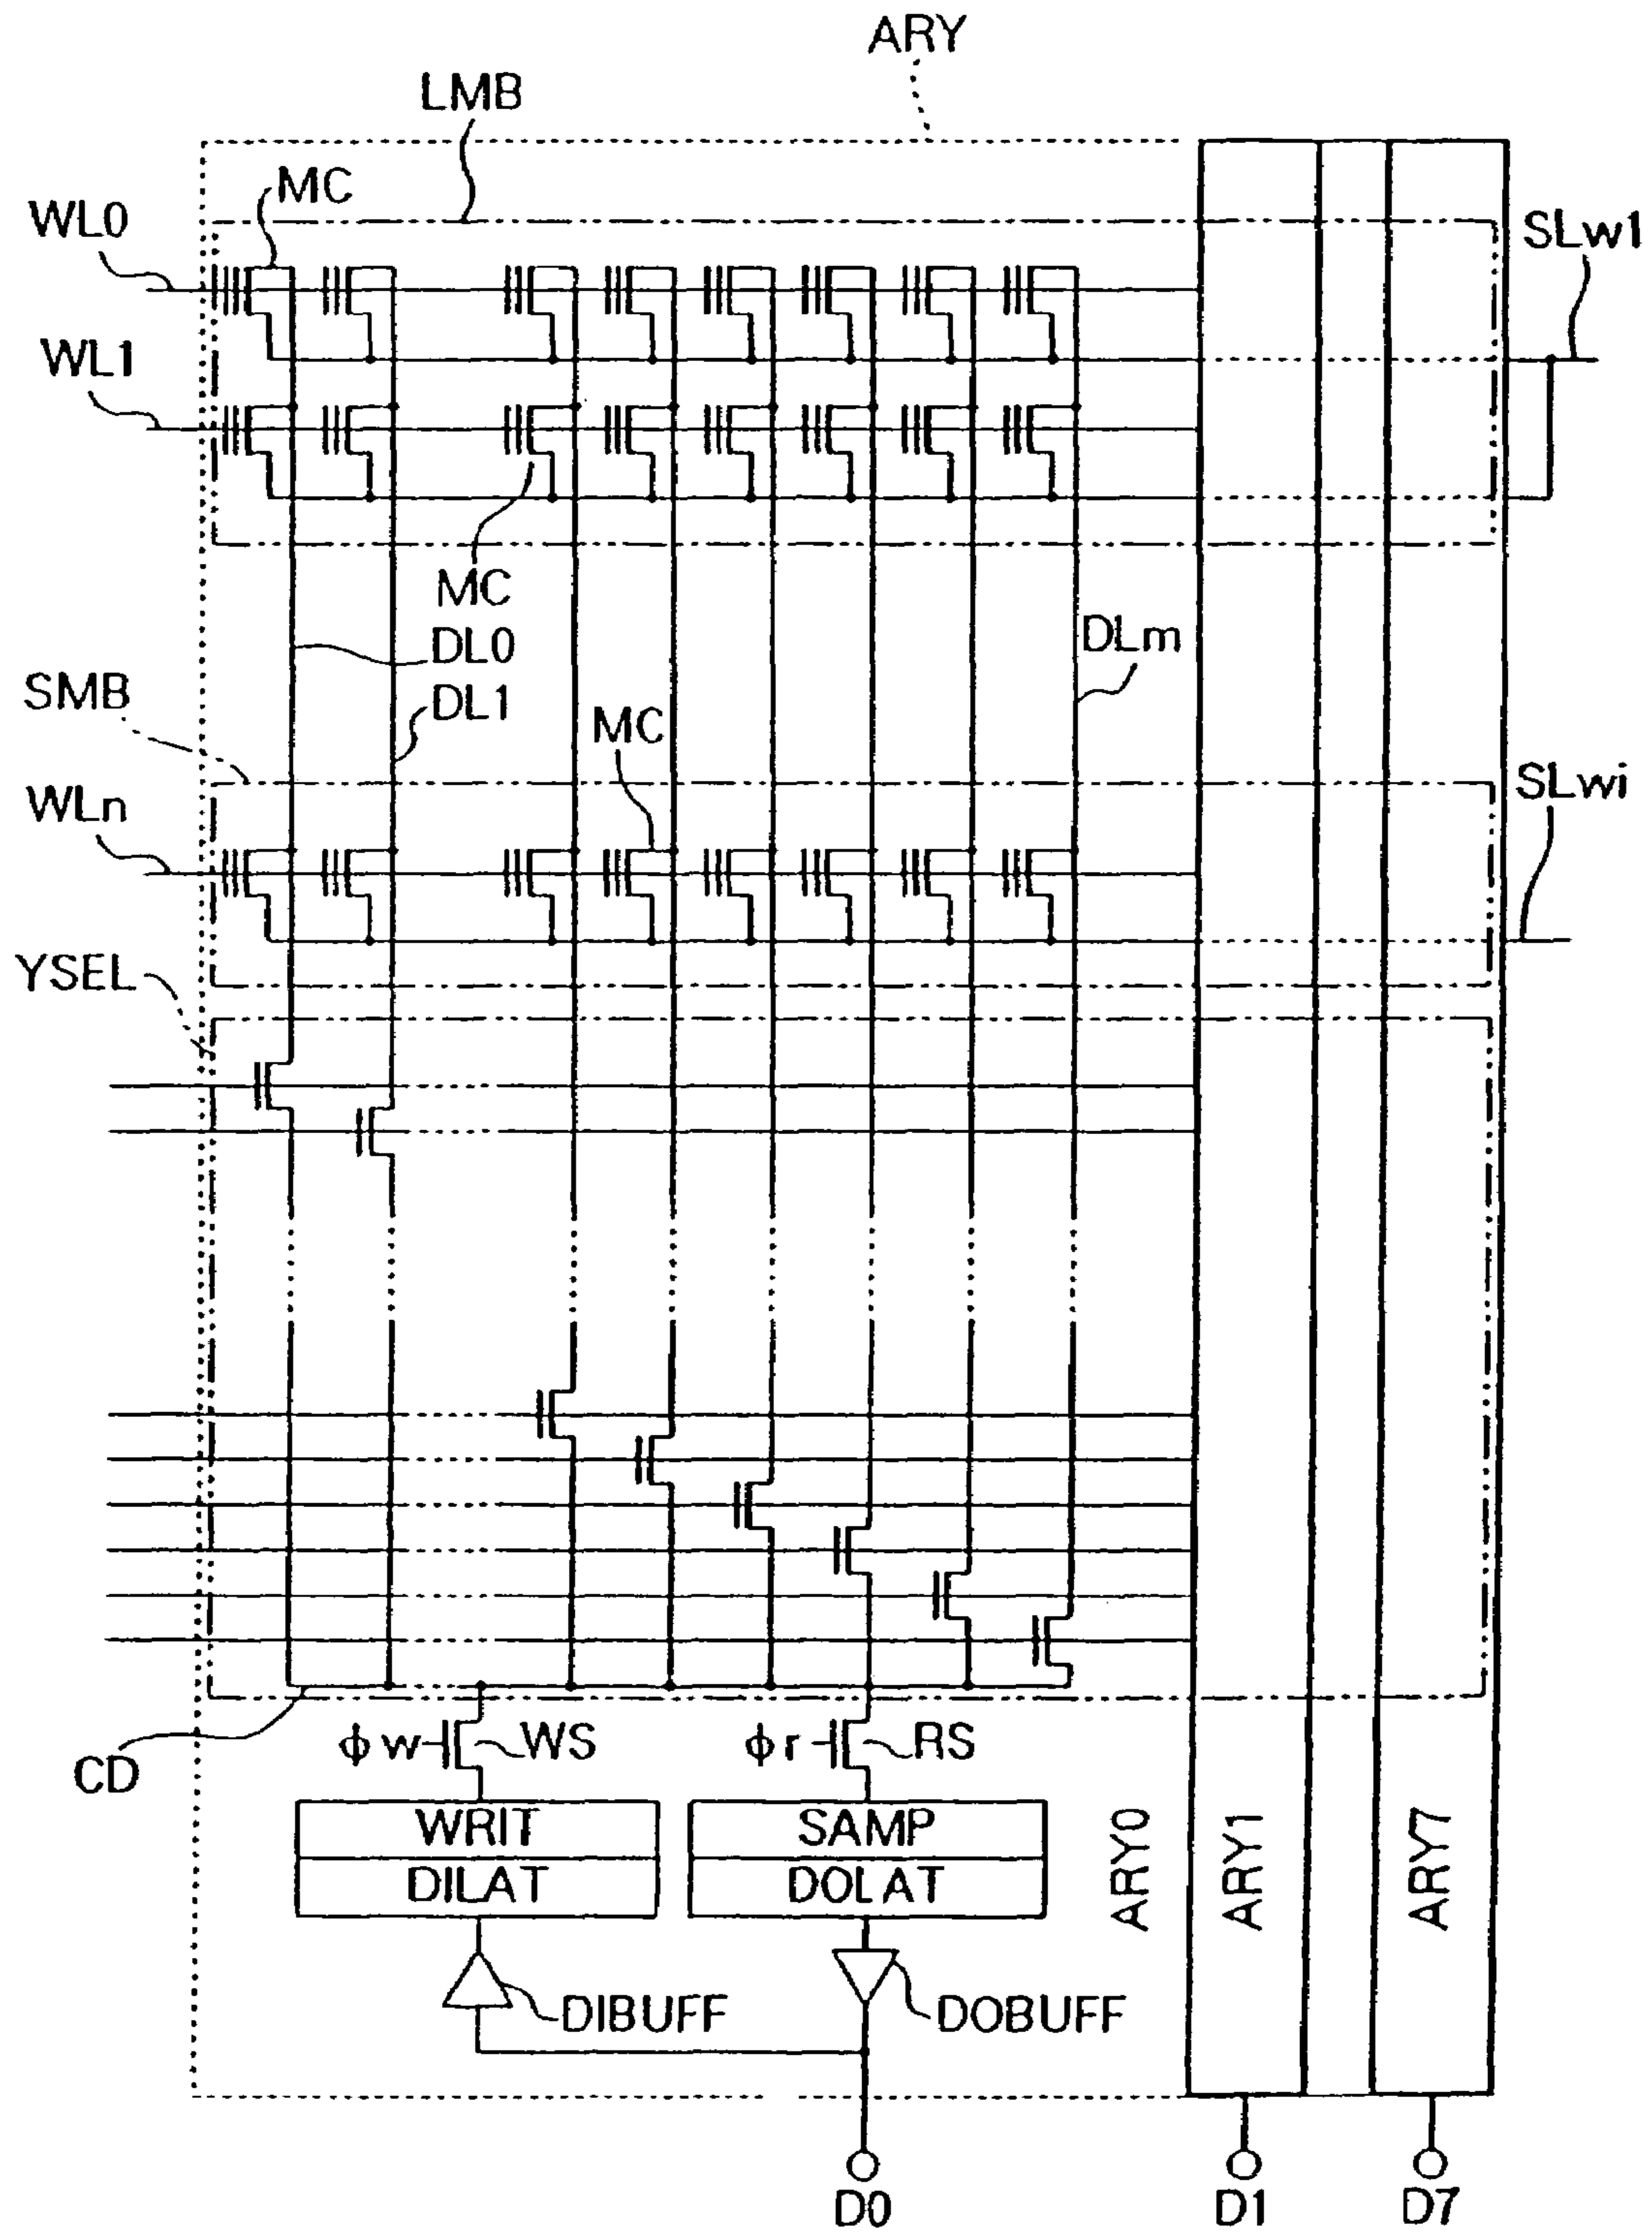 ARY
LMB
MC
WL0
SLw1
WL1
MC
DL0
DLm
SMB
DL1
MC
WLn
SLwi
YSEL
ϕw
WS
ϕr
RS
CD
WRIT
SAMP
DILAT
DOLAT
ARY0
ARY1
ARY7
DIBUFF
DOBUFF
D0
D1
D7